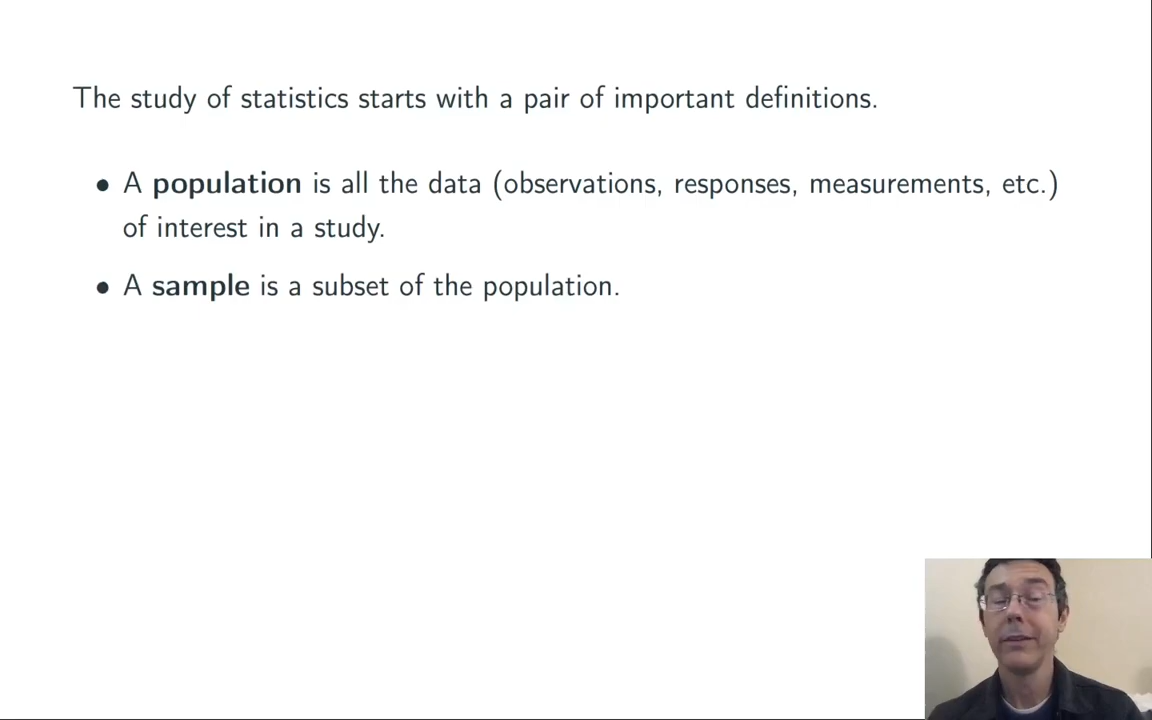 The study of statistics starts with a pair of important definitions.
• A population is all the data (observations, responses, measurements, etc.)
of interest in a study.
• A sample is a subset of the population.